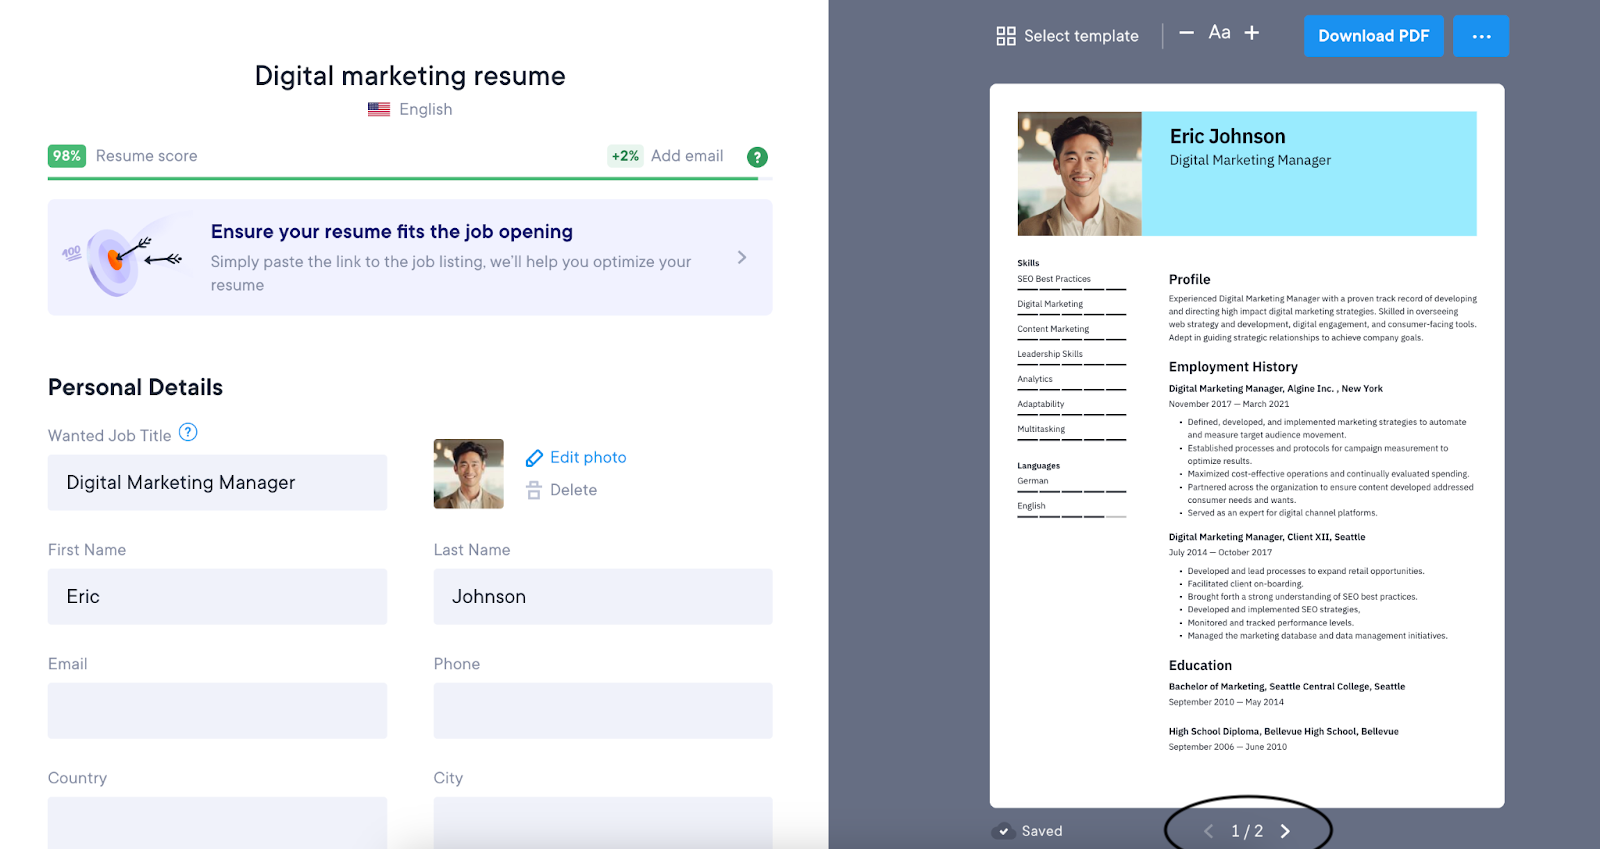 Digital marketing resume
English
98% Resume score
+2% Add email ?
100
Ensure your resume fits the job opening
Simply paste the link to the job listing, we'll help you optimize your
resume
Personal Details
Wanted Job Title ?
Digital Marketing Manager
Edit photo
Delete
First Name
Eric
Last Name
Johnson
Email
Phone
Country
City
Select template
Aa
Download PDF
...
Eric Johnson
Digital Marketing Manager
Skills
SEO Best Practices
Digital Marketing
Content Marketing
Leadership Skills
Analytics
Adaptability
Multitasking
Languages
German
English
Profile
Experienced Digital Marketing Manager with a proven track record of developing
and directing high impact digital marketing strategies. Skilled in overseeing
web strategy and development, digital engagement, and consumer-facing tools.
Adept in guiding strategic relationships to achieve company goals.
Employment History
Digital Marketing Manager, Algine Inc. , New York
November 2017 — March 2021
• Defined, developed, and implemented marketing strategies to automate
and measure target audience movement.
• Established processes and protocols for campaign measurement to
optimize results.
• Maximized cost-effective operations and continually evaluated spending.
• Partnered across the organization to ensure content developed addressed
consumer needs and wants.
• Served as an expert for digital channel platforms.
Digital Marketing Manager, Client XII, Seattle
July 2014 — October 2017
• Developed and lead processes to expand retail opportunities.
• Facilitated client on-boarding.
• Brought forth a strong understanding of SEO best practices.
• Developed and implemented SEO strategies,
• Monitored and tracked performance levels.
• Managed the marketing database and data management initiatives.
Education
Bachelor of Marketing, Seattle Central College, Seattle
September 2010 — May 2014
High School Diploma, Bellevue High School, Bellevue
September 2006 — June 2010
Saved
1 / 2